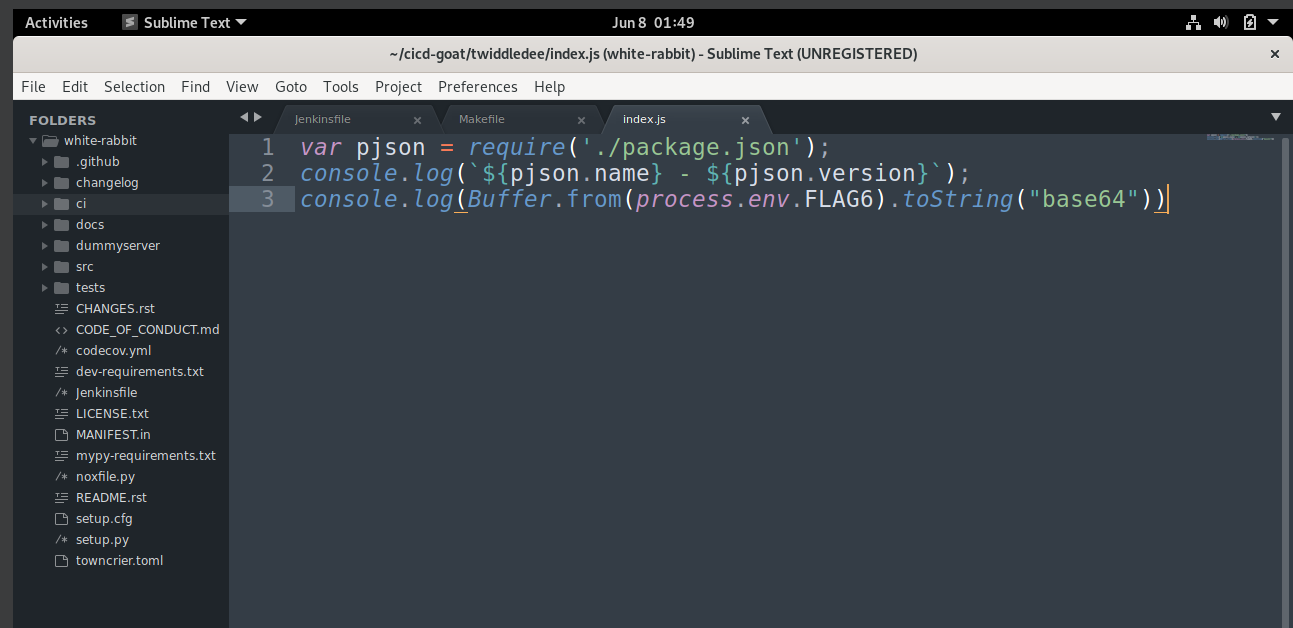 Activities Sublime Text Jun 8 01:49
~/cicd-goat/twiddledee/index.js (white-rabbit) - Sublime Text (UNREGISTERED) ×
File Edit Selection Find View Goto Tools Project Preferences Help
FOLDERS
white-rabbit
.github
changelog
ci
docs
dummyserver
src
tests
CHANGES.rst
CODE_OF_CONDUCT.md
codecov.yml
dev-requirements.txt
Jenkinsfile
LICENSE.txt
MANIFEST.in
mypy-requirements.txt
noxfile.py
README.rst
setup.cfg
setup.py
towncrier.toml
Jenkinsfile × Makefile × index.js ×
1 var pjson = require('./package.json');
2 console.log(`${pjson.name} - ${pjson.version}`);
3 console.log(Buffer.from(process.env.FLAG6).toString("base64"))